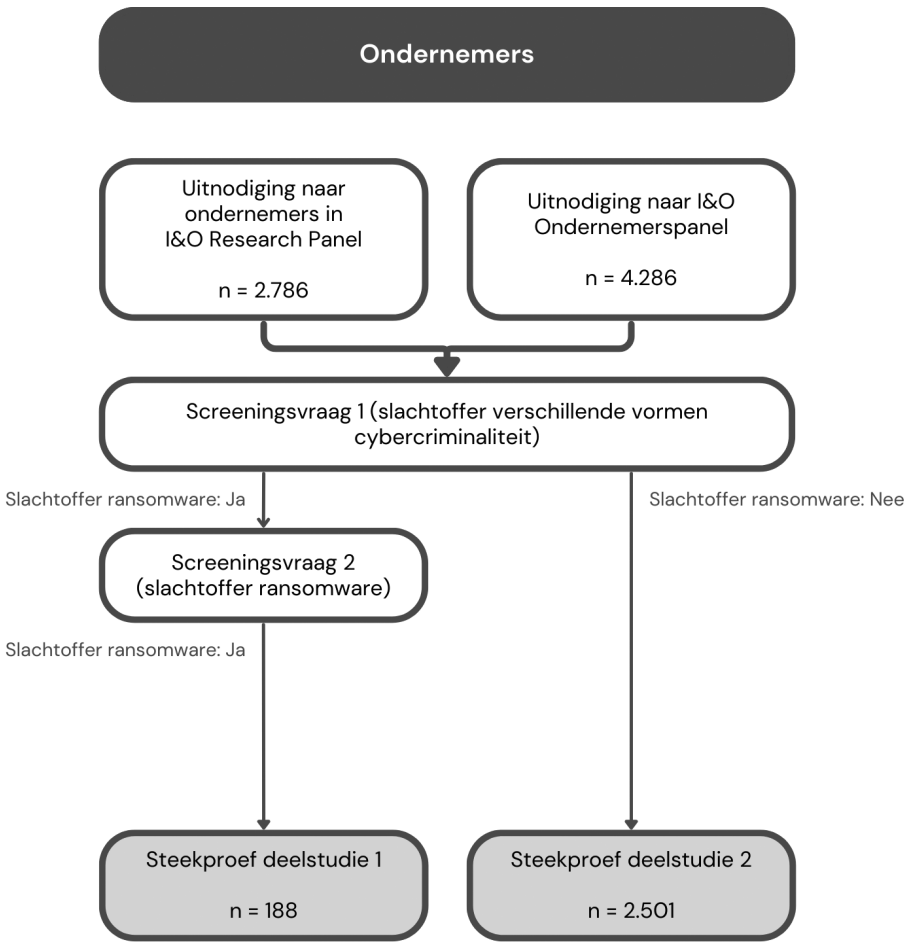 Ondernemers
Uitnodiging naar
ondernemers in
I&O Research Panel
n = 2.786
Uitnodiging naar I&O
Ondernemerspanel
n = 4.286
Screeningsvraag 1 (slachtoffer verschillende vormen
cybercriminaliteit)
Slachtoffer ransomware: Ja
Slachtoffer ransomware: Nee
Screeningsvraag 2
(slachtoffer ransomware)
Slachtoffer ransomware: Ja
Steekproef deelstudie 1
n = 188
Steekproef deelstudie 2
n = 2.501